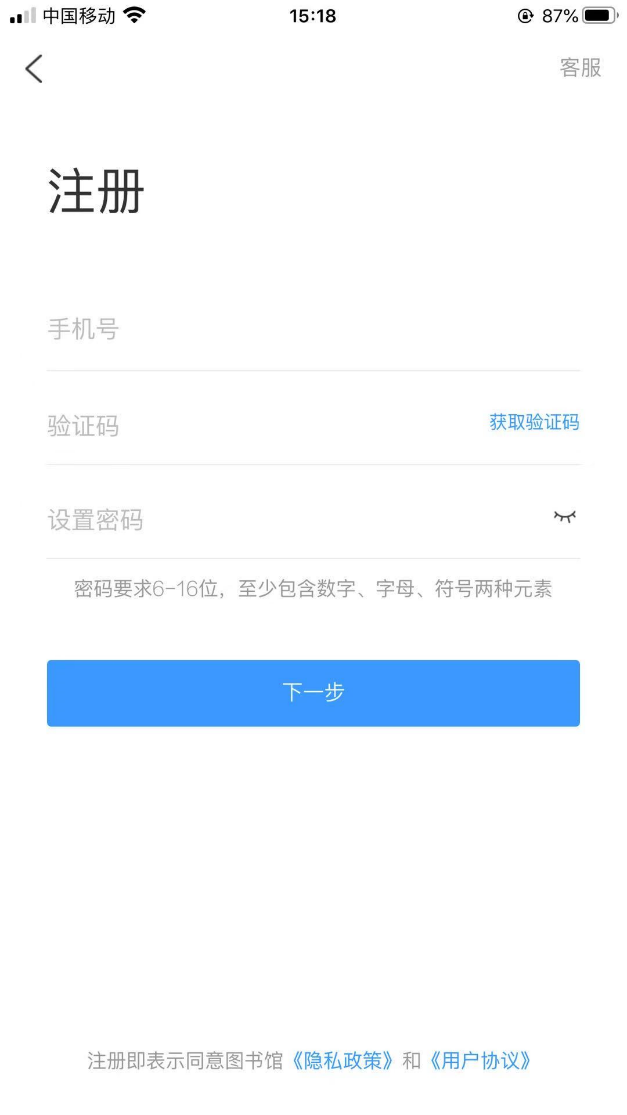 中国移动 15:18 87%
客服
注册
手机号
验证码 获取验证码
设置密码
密码要求6-16位，至少包含数字、字母、符号两种元素
下一步
注册即表示同意图书馆《隐私政策》和《用户协议》